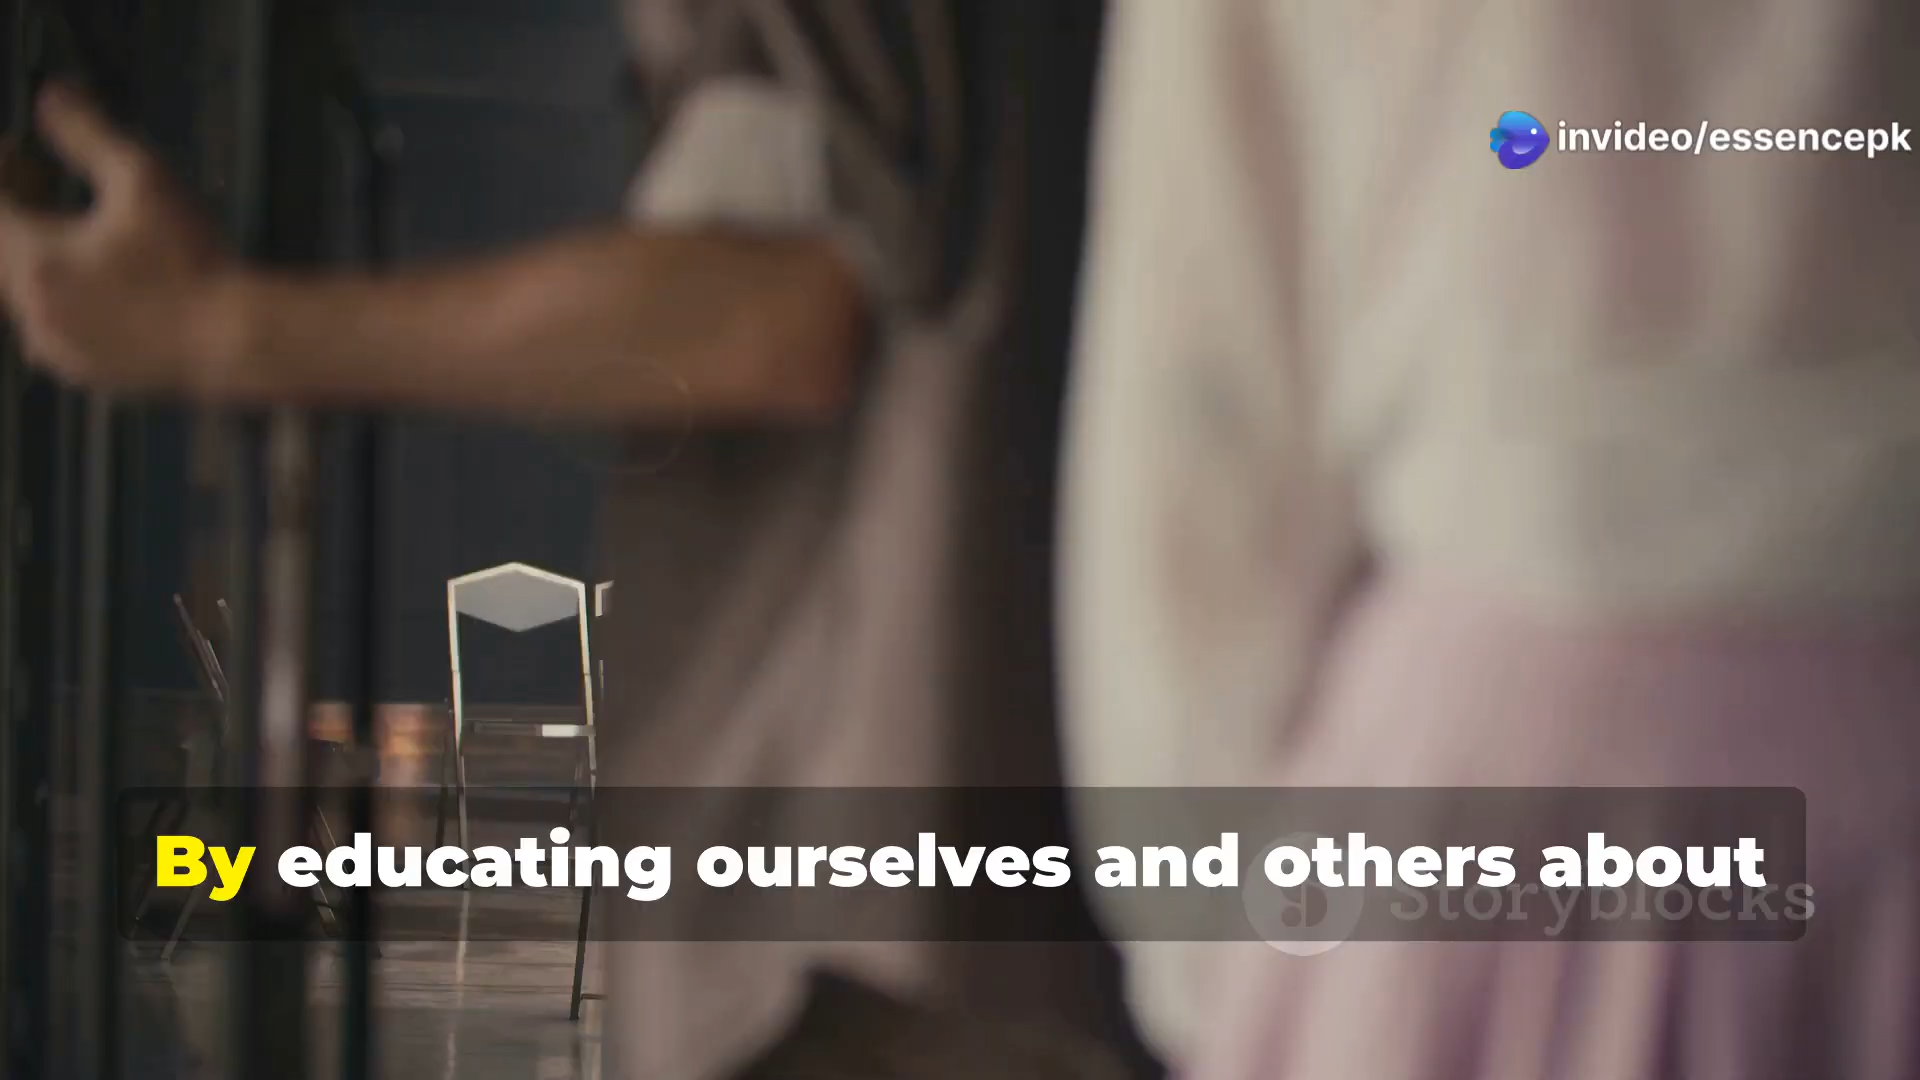 invideo/essencepk
By educating ourselves and others about
Storyblocks